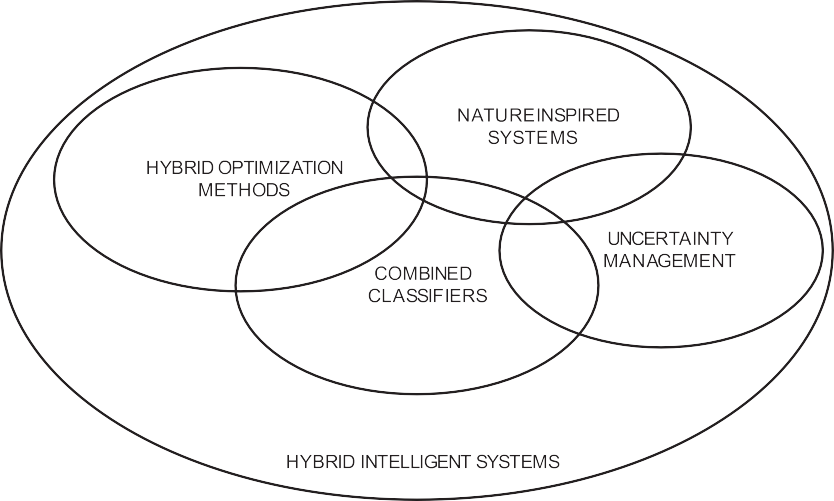 NATUREINSPIRED
SYSTEMS
HYBRID OPTIMIZATION
METHODS
UNCERTAINTY
MANAGEMENT
COMBINED
CLASSIFIERS
HYBRID INTELLIGENT SYSTEMS